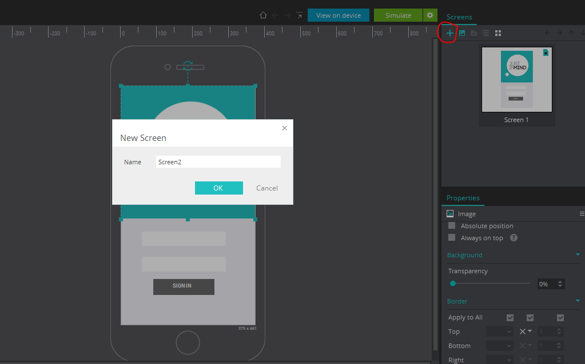 View on device
Simulate
Screens
-300
-200
-100
0
100
200
300
400
500
600
700
800
MIND
Screen 1
New Screen
Name
Screen2
OK
Cancel
SIGN IN
Properties
Image
Absolute position
Always on top
?
Background
Transparency
0%
Border
Apply to All
Top
Bottom
Right